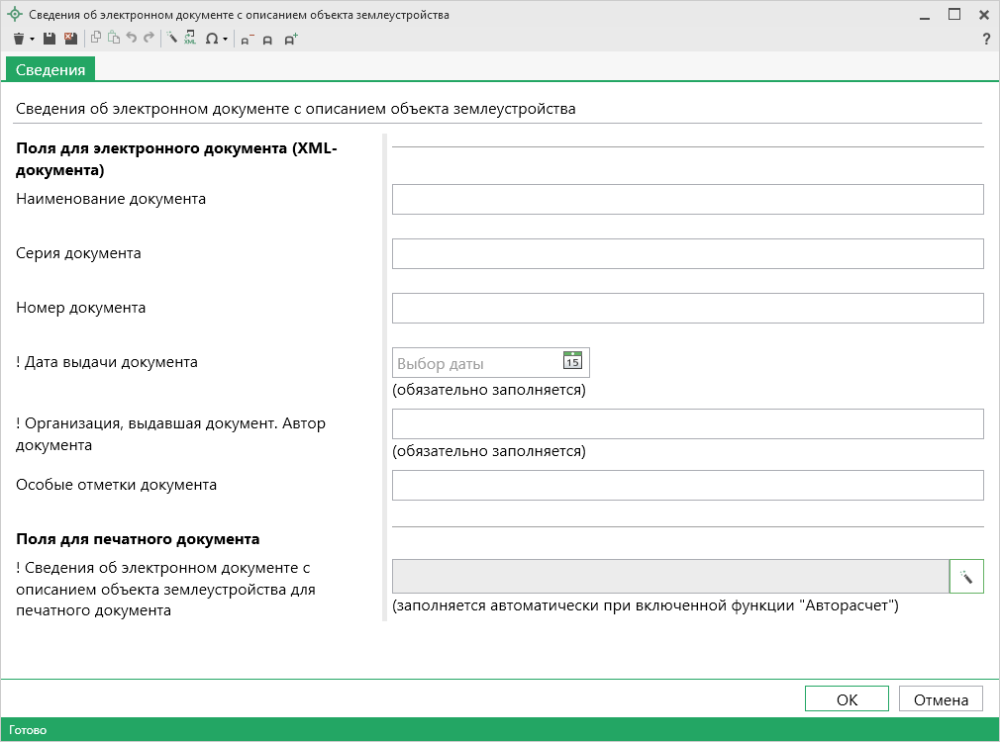 Сведения об электронном документе с описанием объекта землеустройства
XML
Ω
A⁻ A A⁺
?
Сведения
Сведения об электронном документе с описанием объекта землеустройства
Поля для электронного документа (XML-
документа)
Наименование документа
Серия документа
Номер документа
! Дата выдачи документа
Выбор даты
15
(обязательно заполняется)
! Организация, выдавшая документ. Автор
документа
(обязательно заполняется)
Особые отметки документа
Поля для печатного документа
! Сведения об электронном документе с
описанием объекта землеустройства для
печатного документа
(заполняется автоматически при включенной функции "Авторасчет")
ОК
Отмена
Готово